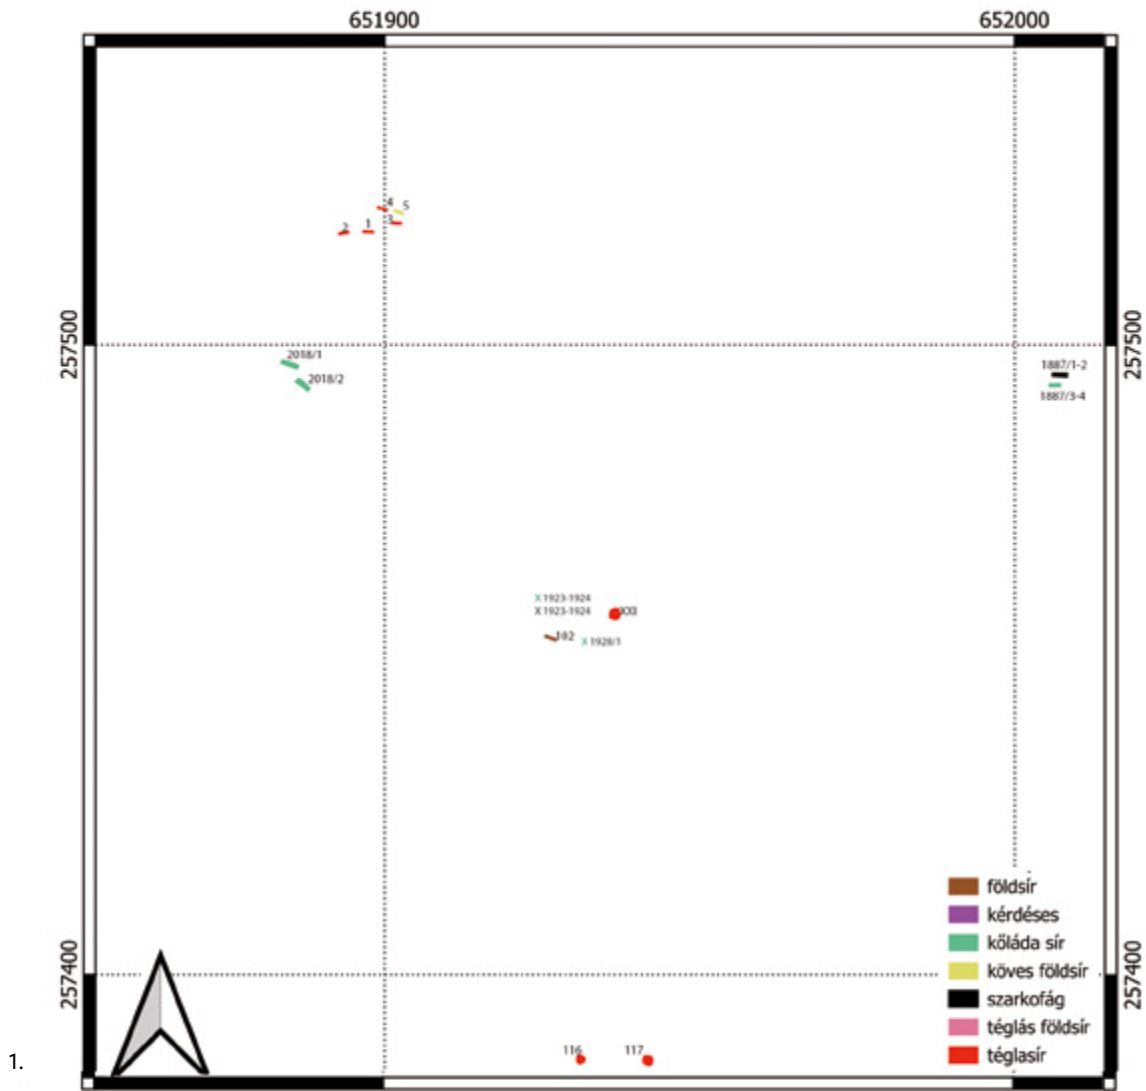 651900 652000
4 5
3
2 1
257500 257500
2018/1
2018/2
1887/1-2
1887/3-4
X 1923-1924
X 1923-1924
102 X 1928/1
földsír
kérdéses
kőláda sír
köves földsír
szarkofág
téglás földsír
téglasír
257400 257400
116 117
1.